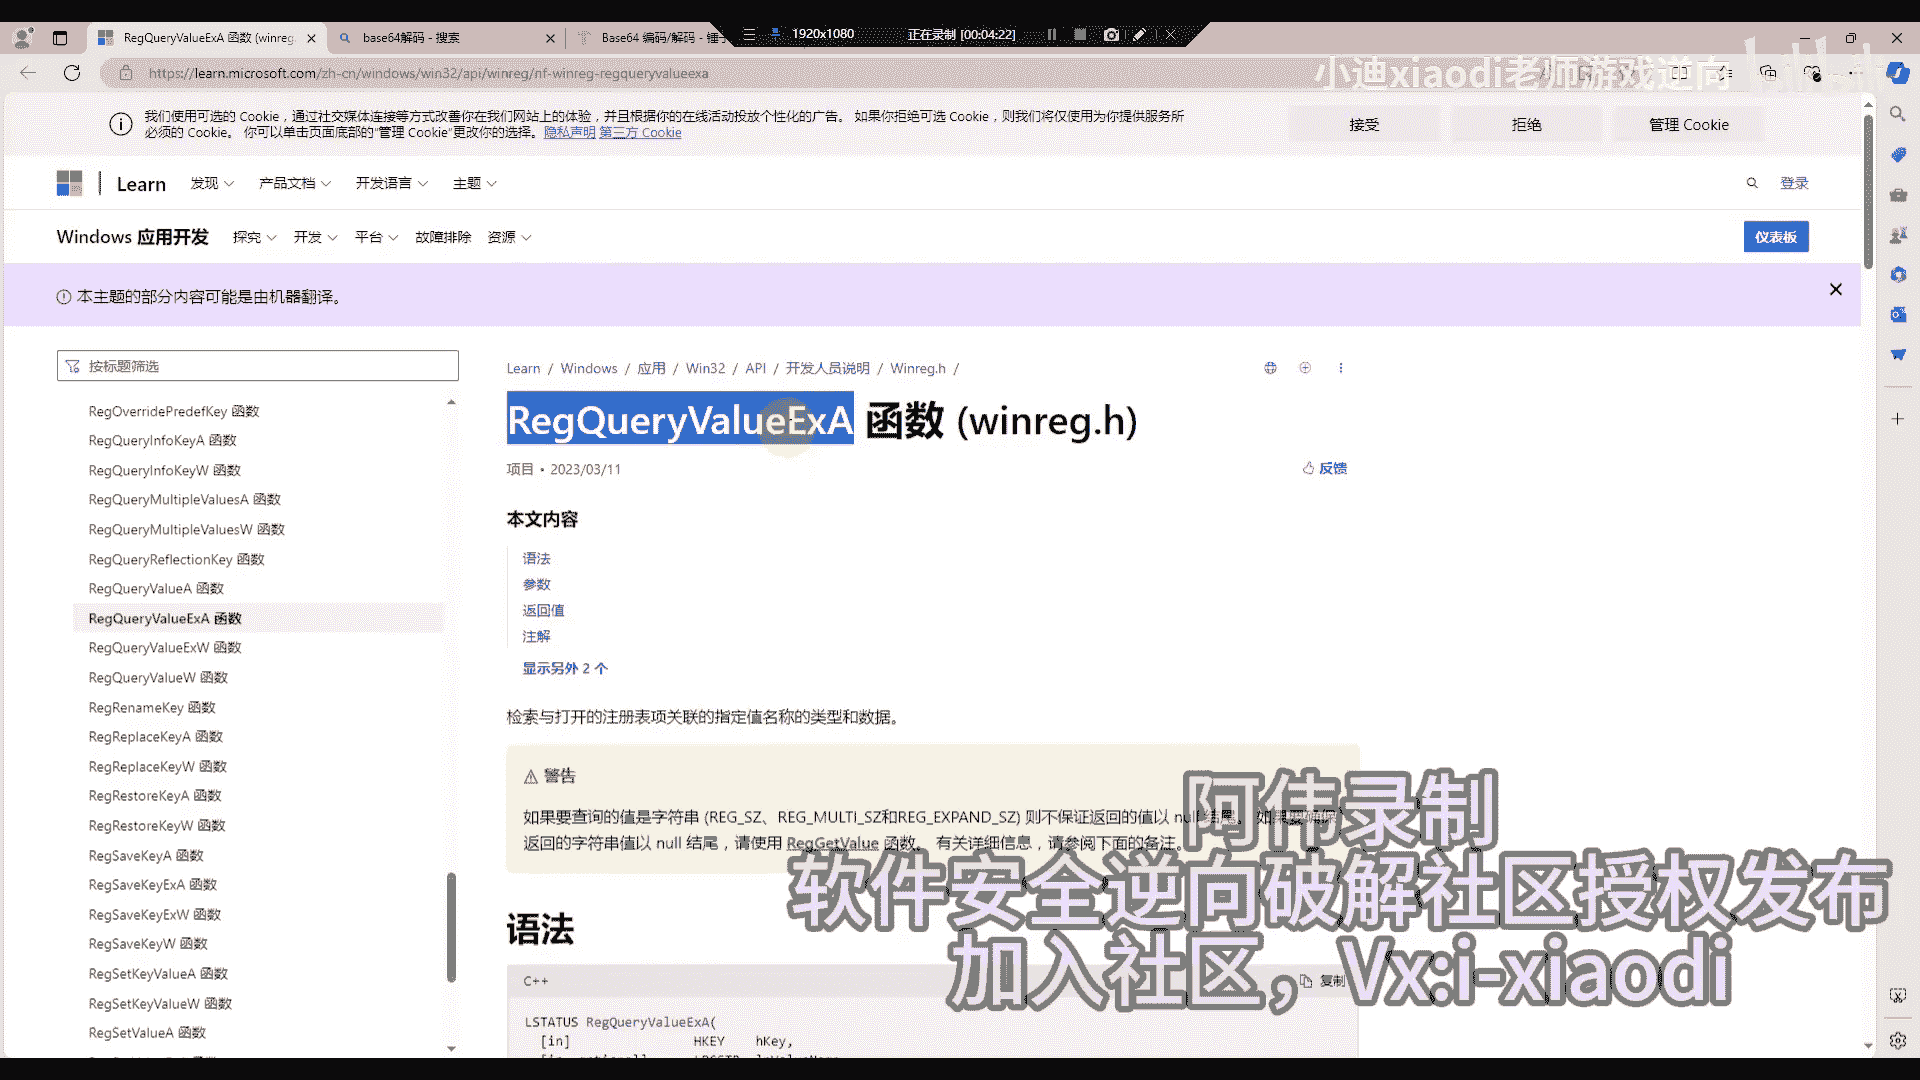 RegQueryValueExA 函数 (winreg.
base64解码 - 搜索
Base64 编码/解码 - 锤子
1920x1080
正在录制 [00:04:22]
https://learn.microsoft.com/zh-cn/windows/win32/api/winreg/nf-winreg-regqueryvalueexa
小迪xiaodi老师游戏逆向
我们使用可选的 Cookie，通过社交媒体连接等方式改善你在我们网站上的体验，并且根据你的在线活动投放个性化的广告。 如果你拒绝可选 Cookie，则我们将仅使用为你提供服务所
必须的 Cookie。 你可以单击页面底部的“管理 Cookie”更改你的选择。隐私声明 第三方 Cookie
接受
拒绝
管理 Cookie
Learn
发现
产品文档
开发语言
主题
登录
Windows 应用开发
探究
开发
平台
故障排除
资源
仪表板
本主题的部分内容可能是由机器翻译。
按标题筛选
RegOverridePredefKey 函数
RegQueryInfoKeyA 函数
RegQueryInfoKeyW 函数
RegQueryMultipleValuesA 函数
RegQueryMultipleValuesW 函数
RegQueryReflectionKey 函数
RegQueryValueA 函数
RegQueryValueExA 函数
RegQueryValueExW 函数
RegQueryValueW 函数
RegRenameKey 函数
RegReplaceKeyA 函数
RegReplaceKeyW 函数
RegRestoreKeyA 函数
RegRestoreKeyW 函数
RegSaveKeyA 函数
RegSaveKeyExA 函数
RegSaveKeyExW 函数
RegSaveKeyW 函数
RegSetKeyValueA 函数
RegSetKeyValueW 函数
RegSetValueA 函数
Learn / Windows / 应用 / Win32 / API / 开发人员说明 / Winreg.h /
RegQueryValueExA 函数 (winreg.h)
项目 • 2023/03/11
反馈
本文内容
语法
参数
返回值
注解
显示另外 2 个
检索与打开的注册表项关联的指定值名称的类型和数据。
警告
如果要查询的值是字符串 (REG_SZ、REG_MULTI_SZ和REG_EXPAND_SZ) 则不保证返回的值以 null 结尾。 如果要确保
返回的字符串值以 null 结尾，请使用 RegGetValue 函数。 有关详细信息，请参阅下面的备注。
语法
C++
复制
LSTATUS RegQueryValueExA(
[in] HKEY hKey,
阿伟录制
软件安全逆向破解社区授权发布
加入社区，Vx:i-xiaodi